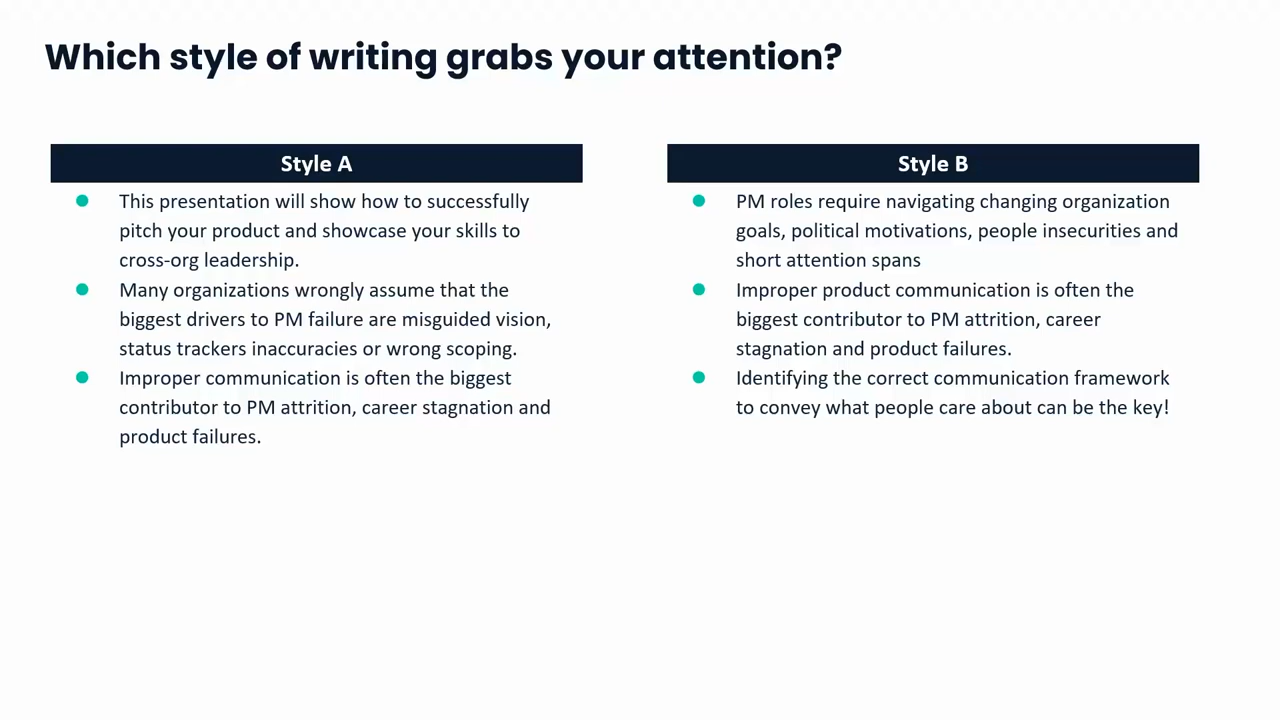 Which style of writing grabs your attention?
Style A
This presentation will show how to successfully
pitch your product and showcase your skills to
cross-org leadership.
Many organizations wrongly assume that the
biggest drivers to PM failure are misguided vision,
status trackers inaccuracies or wrong scoping.
Improper communication is often the biggest
contributor to PM attrition, career stagnation and
product failures.
Style B
PM roles require navigating changing organization
goals, political motivations, people insecurities and
short attention spans
Improper product communication is often the
biggest contributor to PM attrition, career
stagnation and product failures.
Identifying the correct communication framework
to convey what people care about can be the key!